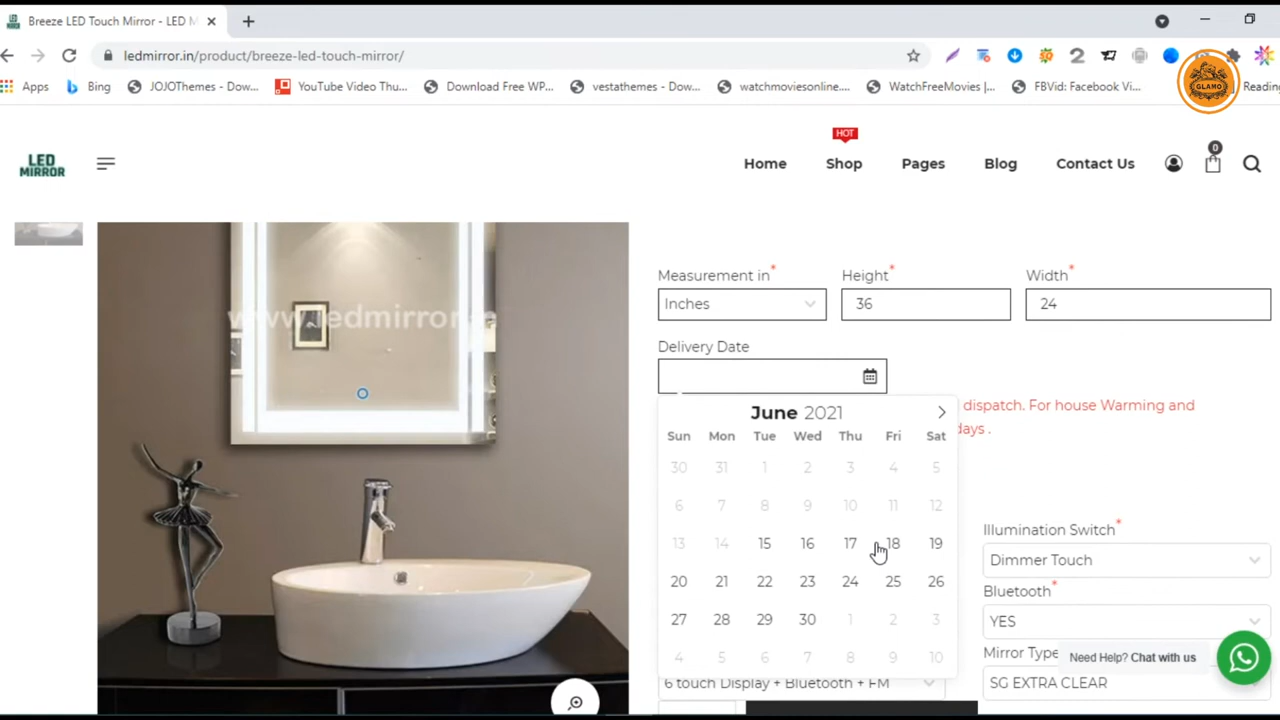 Breeze LED Touch Mirror - LED M
ledmirror.in/product/breeze-led-touch-mirror/
GLAMO
Apps
Bing
JOJOThemes - Dow...
YouTube Video Thu...
Download Free WP...
vestathemes - Dow...
watchmoviesonline....
WatchFreeMovies |...
FBVid: Facebook Vi...
Reading
LED
MIRROR
HOT
Home
Shop
Pages
Blog
Contact Us
0
www.ledmirror.in
Measurement in*
Height*
Width*
Inches
36
24
Delivery Date
dispatch. For house Warming and
days .
June 2021
Sun Mon Tue Wed Thu Fri Sat
30 31 1 2 3 4 5
6 7 8 9 10 11 12
13 14 15 16 17 18 19
20 21 22 23 24 25 26
27 28 29 30 1 2 3
4 5 6 7 8 9 10
Illumination Switch*
Dimmer Touch
Bluetooth*
YES
Need Help? Chat with us
Mirror Type
SG EXTRA CLEAR
6 touch Display + Bluetooth + FM